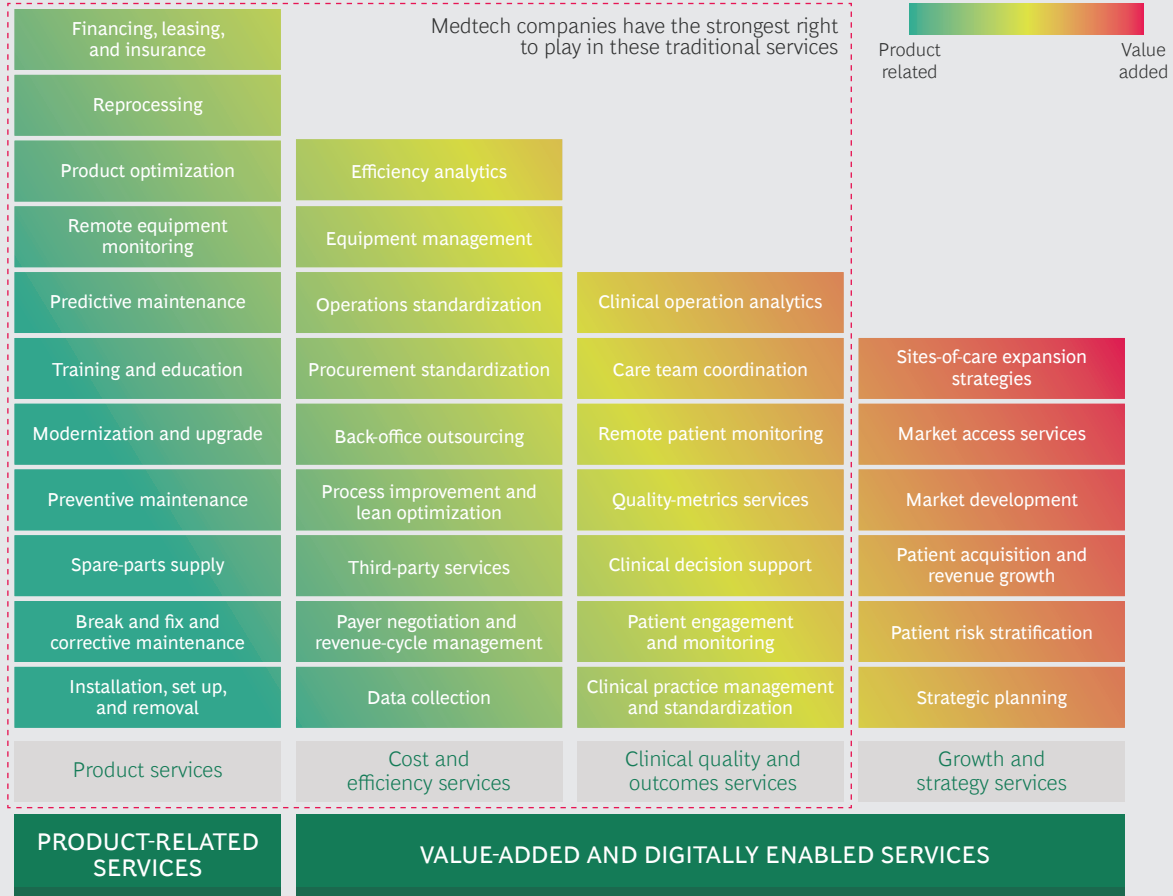 Medtech companies have the strongest right
to play in these traditional services
Product
related
Value
added
Financing, leasing,
and insurance
Reprocessing
Product optimization
Remote equipment
monitoring
Predictive maintenance
Training and education
Modernization and upgrade
Preventive maintenance
Spare-parts supply
Break and fix and
corrective maintenance
Installation, set up,
and removal
Product services
Efficiency analytics
Equipment management
Operations standardization
Procurement standardization
Back-office outsourcing
Process improvement and
lean optimization
Third-party services
Payer negotiation and
revenue-cycle management
Data collection
Cost and
efficiency services
Clinical operation analytics
Care team coordination
Remote patient monitoring
Quality-metrics services
Clinical decision support
Patient engagement
and monitoring
Clinical practice management
and standardization
Clinical quality and
outcomes services
Sites-of-care expansion
strategies
Market access services
Market development
Patient acquisition and
revenue growth
Patient risk stratification
Strategic planning
Growth and
strategy services
PRODUCT-RELATED
SERVICES
VALUE-ADDED AND DIGITALLY ENABLED SERVICES